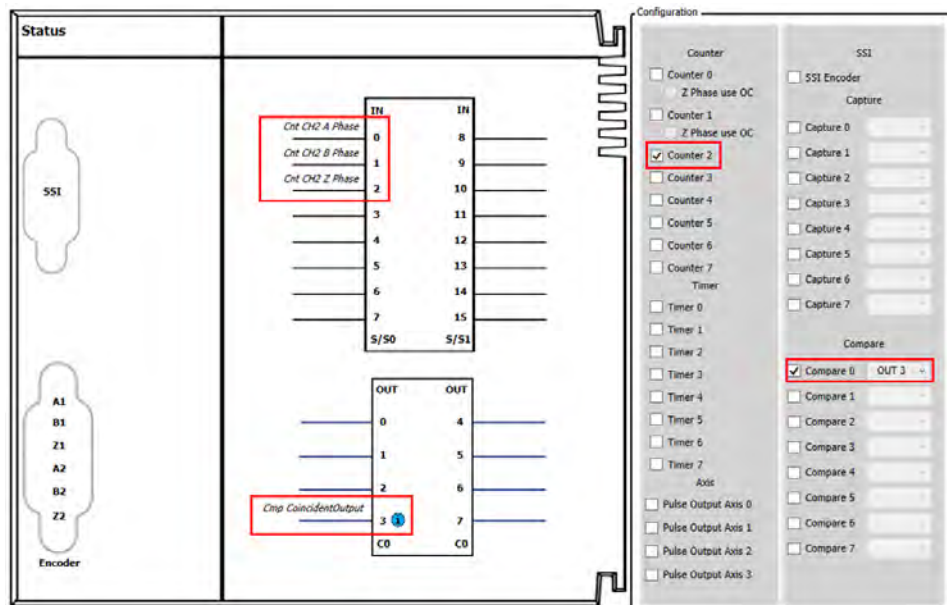 Status
SSI
A1
B1
Z1
A2
B2
Z2
Encoder
IN IN
Cnt CH2 A Phase
0 8
Cnt CH2 B Phase
1 9
Cnt CH2 Z Phase
2 10
3 11
4 12
5 13
6 14
7 15
S/S0 S/S1
OUT OUT
0 4
1 5
2 6
Cmp CoincidentOutput
3 1 7
C0 C0
Configuration
Counter
Counter 0
Z Phase use OC
Counter 1
Z Phase use OC
Counter 2
Counter 3
Counter 4
Counter 5
Counter 6
Counter 7
Timer
Timer 0
Timer 1
Timer 2
Timer 3
Timer 4
Timer 5
Timer 6
Timer 7
Axis
Pulse Output Axis 0
Pulse Output Axis 1
Pulse Output Axis 2
Pulse Output Axis 3
SSI
SSI Encoder
Capture
Capture 0
Capture 1
Capture 2
Capture 3
Capture 4
Capture 5
Capture 6
Capture 7
Compare
Compare 0 OUT 3
Compare 1
Compare 2
Compare 3
Compare 4
Compare 5
Compare 6
Compare 7